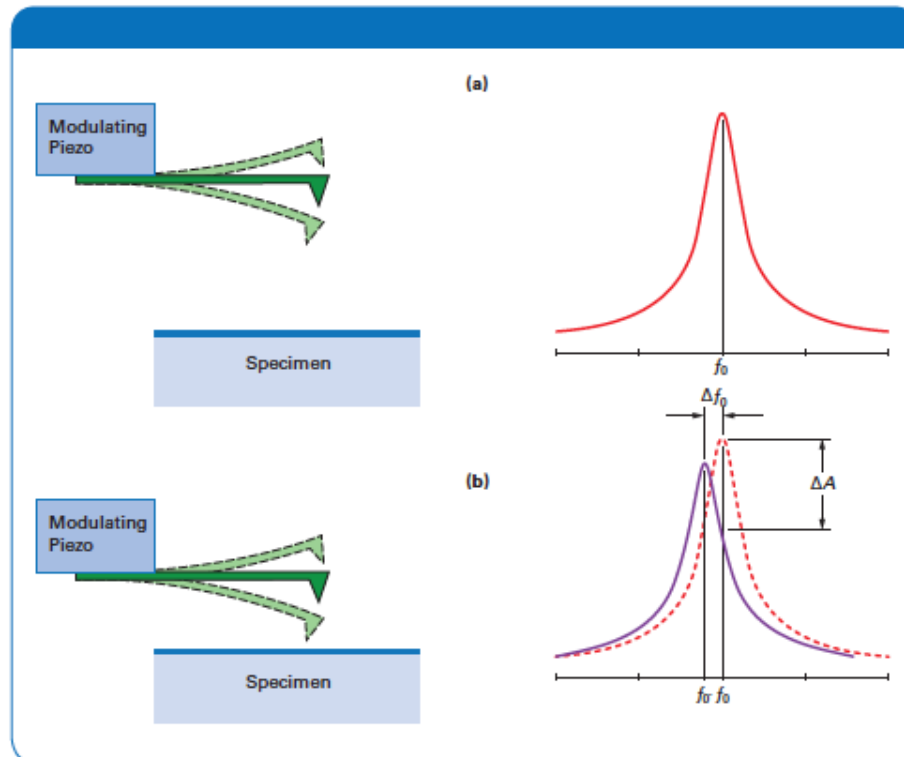 (a)
Modulating
Piezo
Specimen
f₀
Δf₀
(b)
ΔA
Modulating
Piezo
Specimen
f₀' f₀